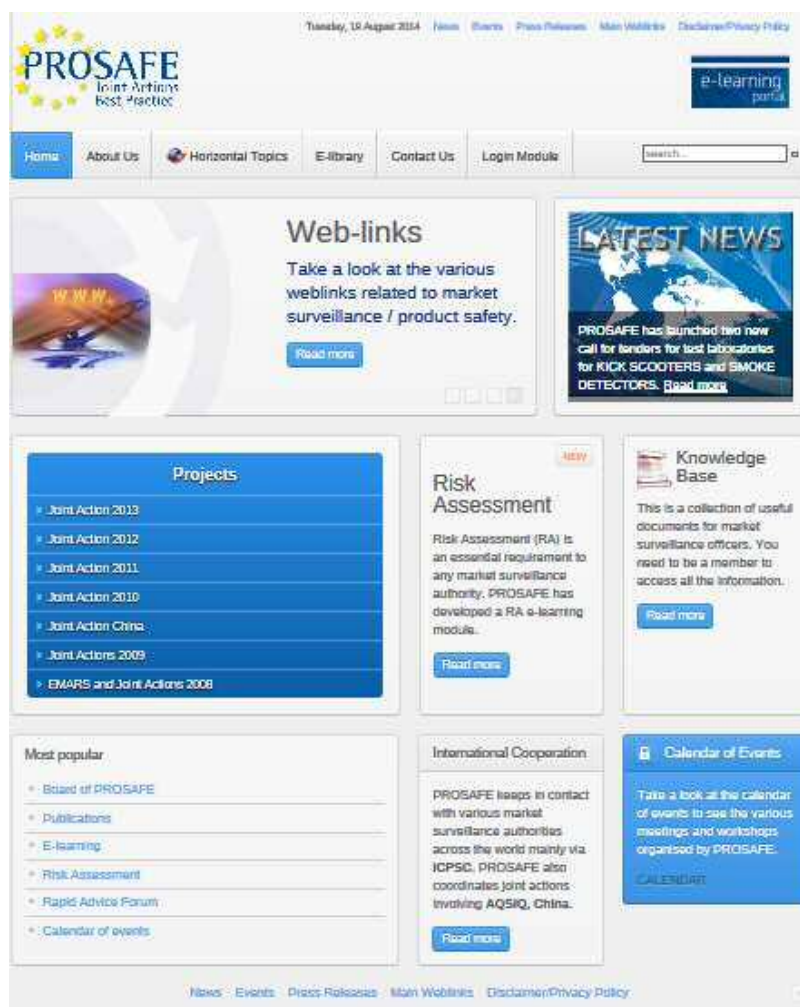 Tuesday, 19 August 2014 News Events Press Releases Main Weblinks Disclaimer/Privacy Policy
PROSAFE
Joint Actions
Best Practice
e-learning
portal
Home About Us Horizontal Topics E-library Contact Us Login Module search...
Web-links
Take a look at the various
weblinks related to market
surveillance / product safety.
Read more
www.
LATEST NEWS
PROSAFE has launched two new
call for tenders for test laboratories
for KICK SCOOTERS and SMOKE
DETECTORS. Read more
Projects
Joint Action 2013
Joint Action 2012
Joint Action 2011
Joint Action 2010
Joint Action China
Joint Actions 2009
EMARS and Joint Actions 2008
NEW
Risk
Assessment
Risk Assessment (RA) is
an essential requirement to
any market surveillance
authority. PROSAFE has
developed a RA e-learning
module.
Read more
Knowledge
Base
This is a collection of useful
documents for market
surveillance officers. You
need to be a member to
access all the information.
Read more
Most popular
Board of PROSAFE
Publications
E-learning
Risk Assessment
Rapid Advice Forum
Calendar of events
International Cooperation
PROSAFE keeps in contact
with various market
surveillance authorities
across the world mainly via
ICPSC. PROSAFE also
coordinates joint actions
involving AQSIQ, China.
Read more
Calendar of Events
Take a look at the calendar
of events to see the various
meetings and workshops
organised by PROSAFE.
CALENDAR
News Events Press Releases Main Weblinks Disclaimer/Privacy Policy